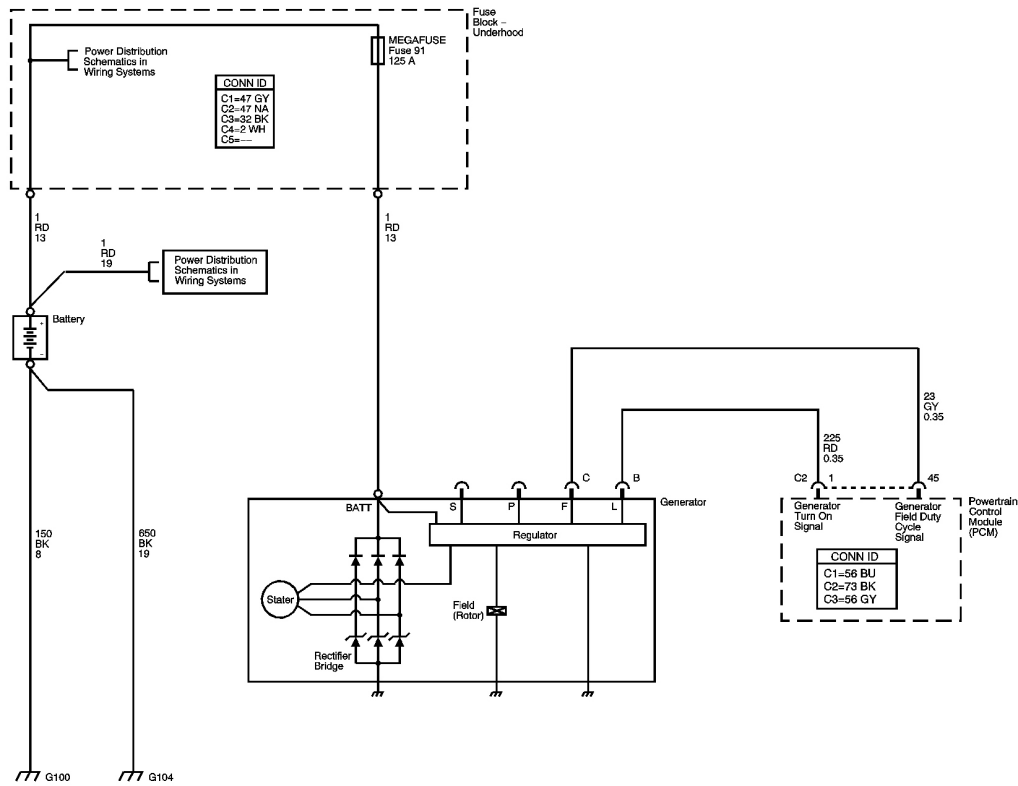 Fuse
Block –
Underhood
MEGAFUSE
Fuse 91
125 A
Power Distribution
Schematics in
Wiring Systems
CONN ID
C1=47 GY
C2=47 NA
C3=32 BK
C4=2 WH
C5=––
1
RD
13
1
RD
13
1
RD
19
Power Distribution
Schematics in
Wiring Systems
Battery
+
–
23
GY
0.35
225
RD
0.35
C
B
C2
1
45
BATT
S
P
F
L
Generator
Generator
Turn On
Signal
Generator
Field Duty
Cycle
Signal
Powertrain
Control
Module
(PCM)
Regulator
150
BK
8
650
BK
19
CONN ID
C1=56 BU
C2=73 BK
C3=56 GY
Stater
Field
(Rotor)
Rectifier
Bridge
G100
G104